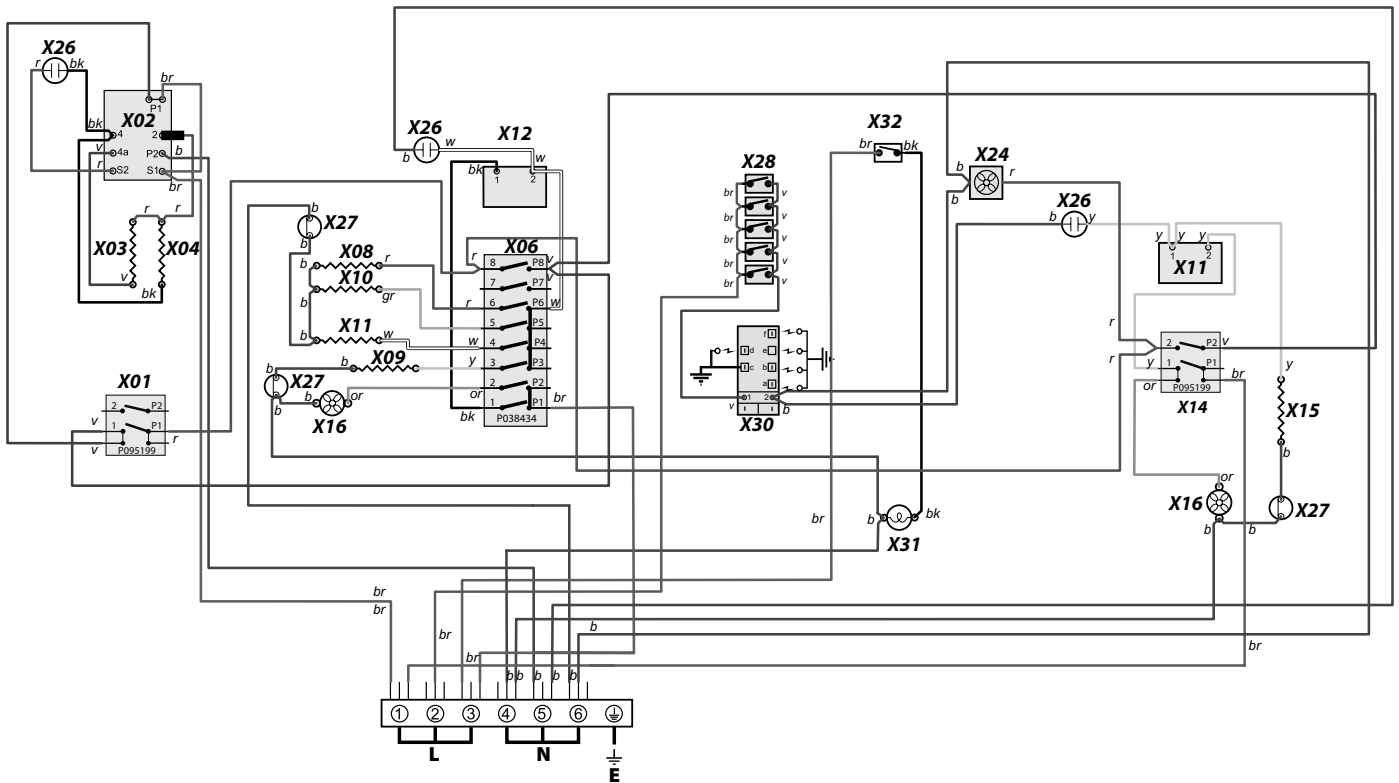 X26
r
bk
br
P1
X02
bk
4
2
v
4a
P2
b
r
S2
S1
br
r
r
X03
X04
v
bk
X26
b
w
X12
w
bk
1
2
b
X27
b
X08
r
b
X10
gr
b
X11
w
b
X09
b
y
b
X27
b
b
or
X16
X06
r
8
P8
v
v
7
P7
r
6
P6
w
5
P5
w
4
P4
y
3
P3
2
P2
or
1
P1
br
bk
P038434
X01
2
P2
v
1
P1
r
v
P095199
X28
br
v
br
v
br
v
br
v
br
v
f
d
e
c
b
a
1
2
v
b
X30
X32
br
bk
br
b
bk
X31
X24
b
r
b
X26
b
y
y
y
y
1
2
X11
r
2
P2
v
r
y
1
P1
or
br
P095199
X14
y
X15
b
or
X16
X27
b
b
br
br
br
br
b
br
b
b
b
b
b
1
2
3
4
5
6
L
N
E